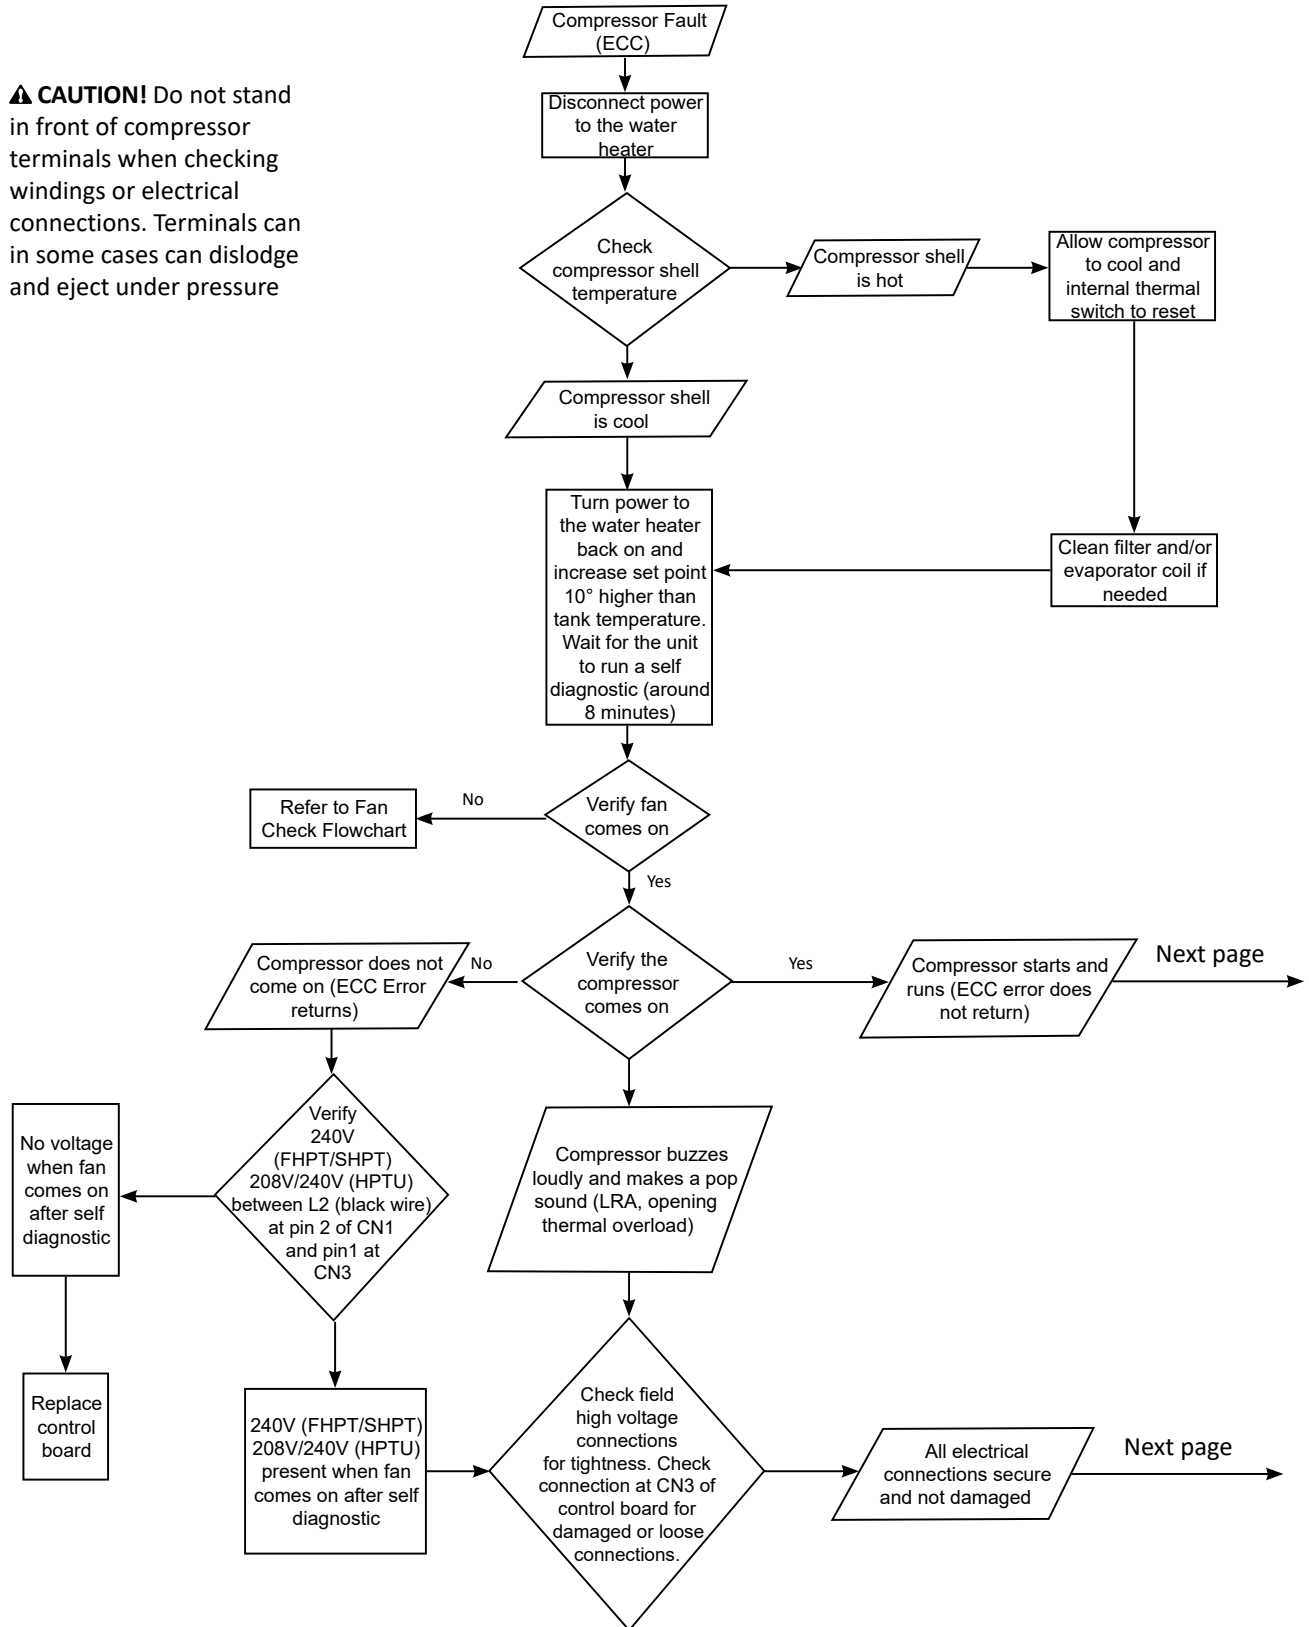 Compressor Fault
(ECC)
⚠ CAUTION! Do not stand
in front of compressor
terminals when checking
windings or electrical
connections. Terminals can
in some cases can dislodge
and eject under pressure
Disconnect power
to the water
heater
Check
compressor shell
temperature
Compressor shell
is hot
Allow compressor
to cool and
internal thermal
switch to reset
Compressor shell
is cool
Turn power to
the water heater
back on and
increase set point
10° higher than
tank temperature.
Wait for the unit
to run a self
diagnostic (around
8 minutes)
Clean filter and/or
evaporator coil if
needed
Refer to Fan
Check Flowchart
No
Verify fan
comes on
Yes
Compressor does not
come on (ECC Error
returns)
No
Verify the
compressor
comes on
Yes
Compressor starts and
runs (ECC error does
not return)
Next page
No voltage
when fan
comes on
after self
diagnostic
Verify
240V
(FHPT/SHPT)
208V/240V (HPTU)
between L2 (black wire)
at pin 2 of CN1
and pin1 at
CN3
Compressor buzzes
loudly and makes a pop
sound (LRA, opening
thermal overload)
Replace
control
board
240V (FHPT/SHPT)
208V/240V (HPTU)
present when fan
comes on after self
diagnostic
Check field
high voltage
connections
for tightness. Check
connection at CN3 of
control board for
damaged or loose
connections.
All electrical
connections secure
and not damaged
Next page